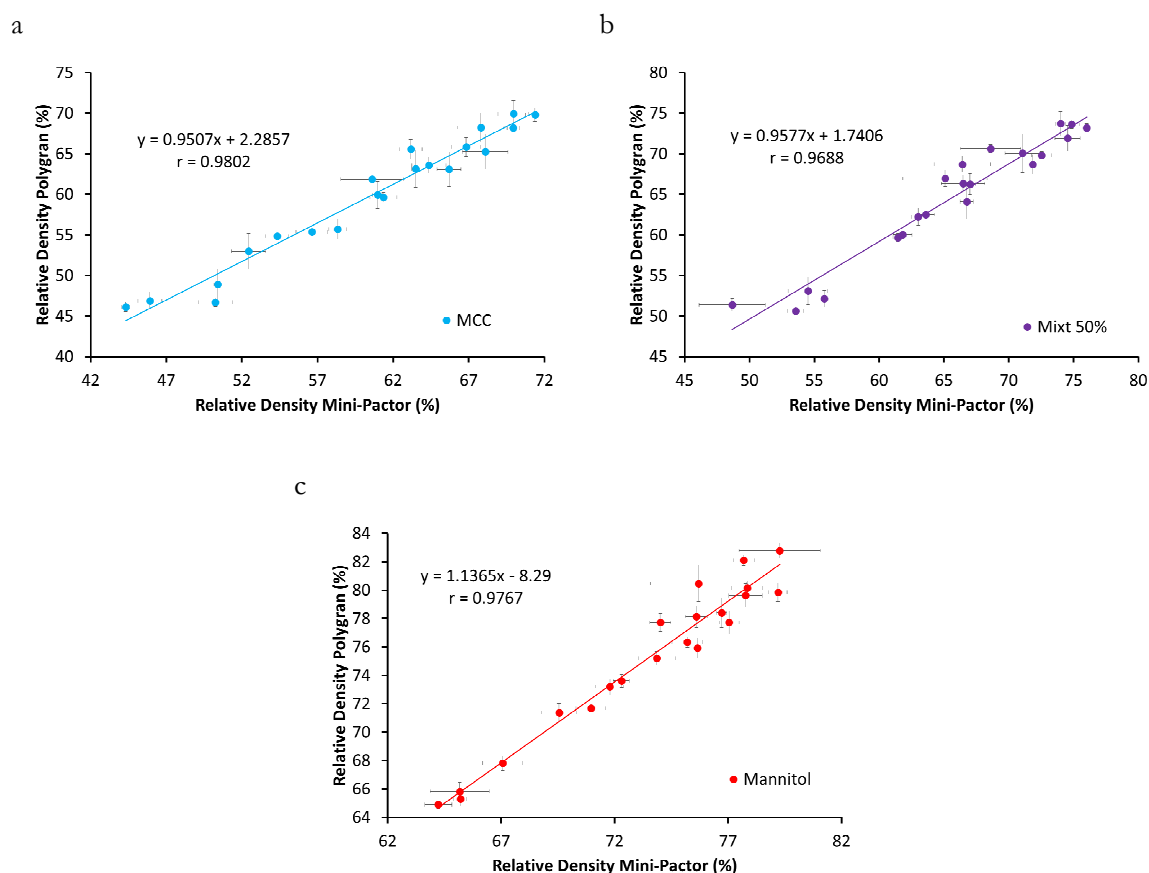 a
Relative Density Polygran (%)
75
70
65
60
55
50
45
40
y = 0.9507x + 2.2857
r = 0.9802
MCC
42
47
52
57
62
67
72
Relative Density Mini-Pactor (%)
b
Relative Density Polygran (%)
80
75
70
65
60
55
50
45
y = 0.9577x + 1.7406
r = 0.9688
Mixt 50%
45
50
55
60
65
70
75
80
Relative Density Mini-Pactor (%)
c
Relative Density Polygran (%)
84
82
80
78
76
74
72
70
68
66
64
y = 1.1365x - 8.29
r = 0.9767
Mannitol
62
67
72
77
82
Relative Density Mini-Pactor (%)